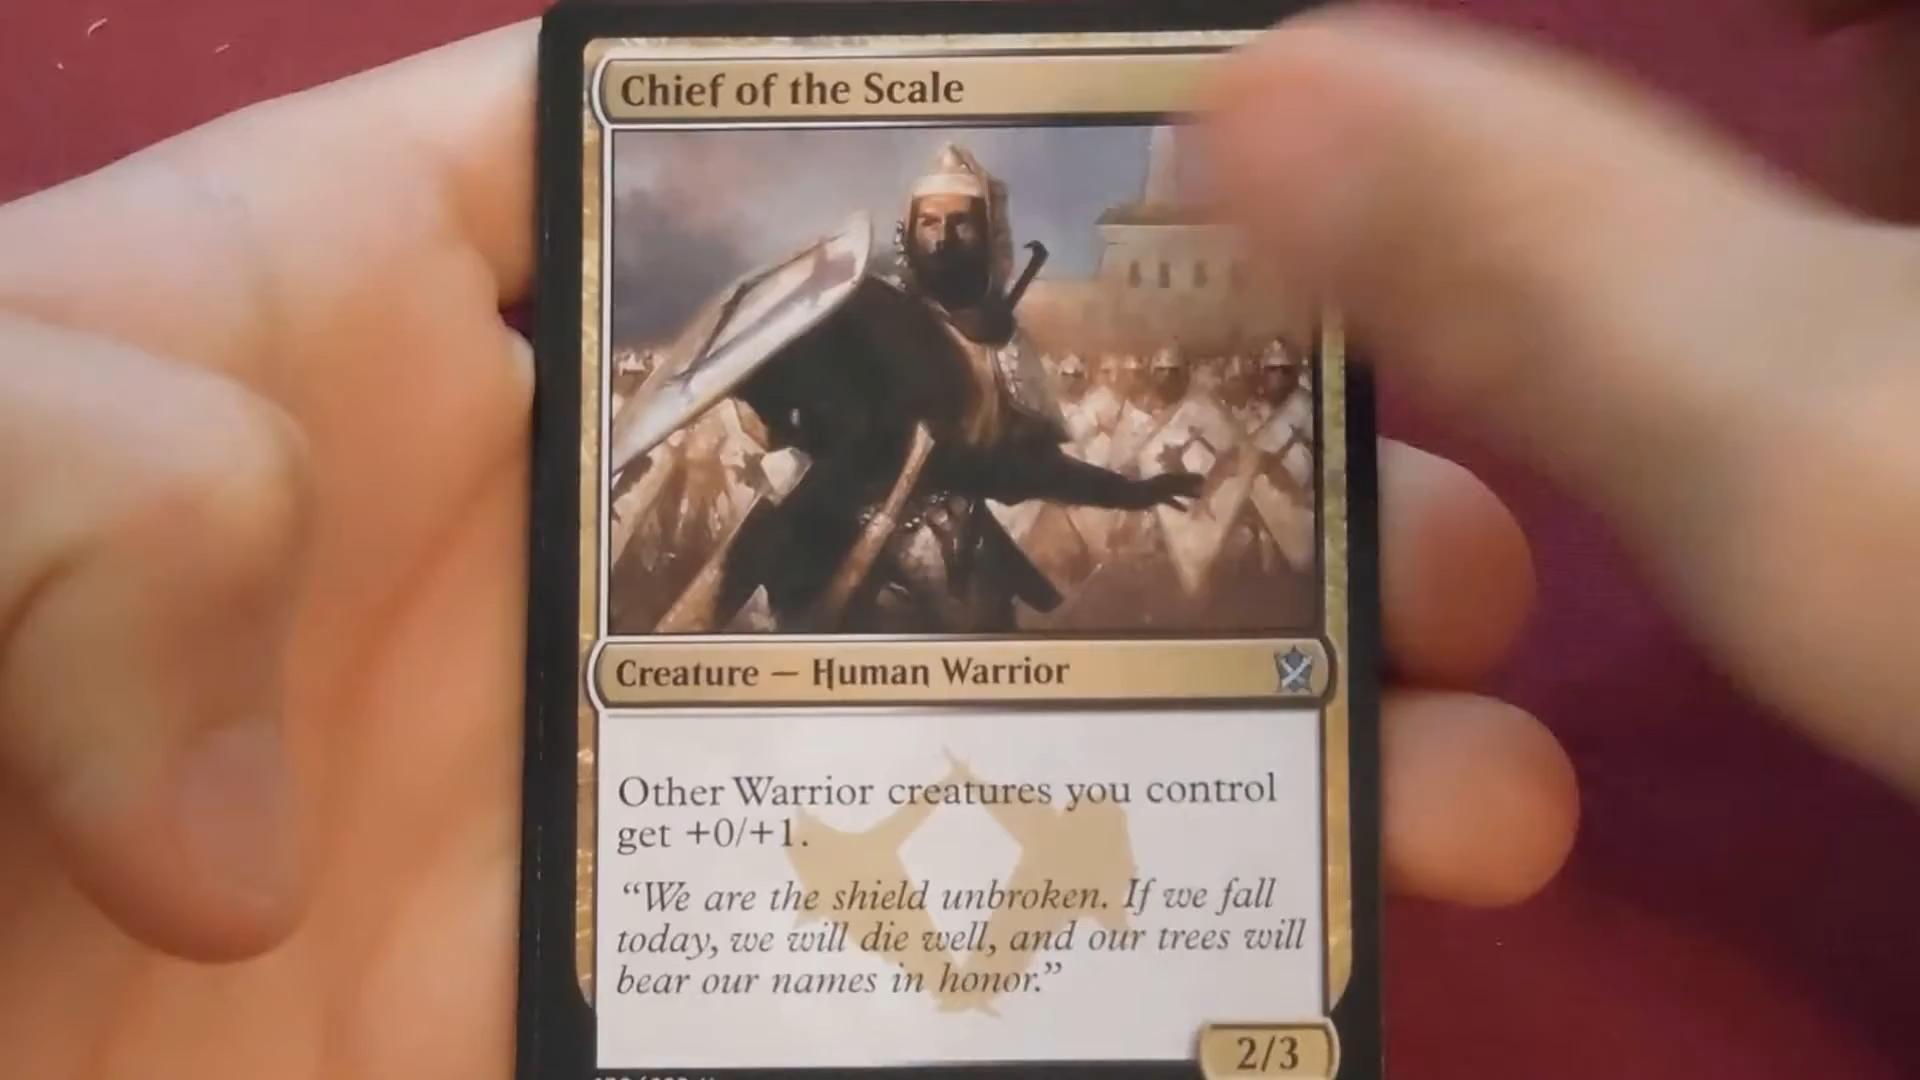 Chief of the Scale
Creature — Human Warrior
Other Warrior creatures you control
get +0/+1.
“We are the shield unbroken. If we fall
today, we will die well, and our trees will
bear our names in honor.”
2/3